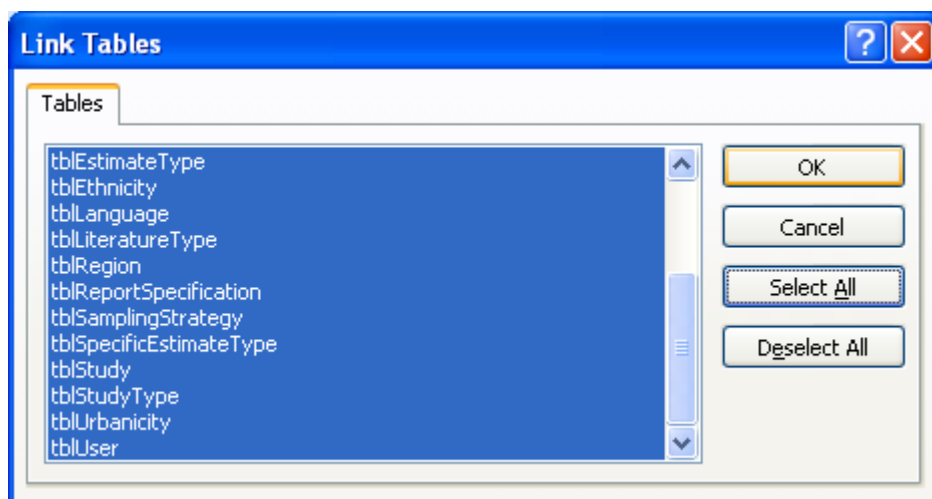 Link Tables
Tables
tblEstimateType
tblEthnicity
tblLanguage
tblLiteratureType
tblRegion
tblReportSpecification
tblSamplingStrategy
tblSpecificEstimateType
tblStudy
tblStudyType
tblUrbanicity
tblUser
OK
Cancel
Select All
Deselect All